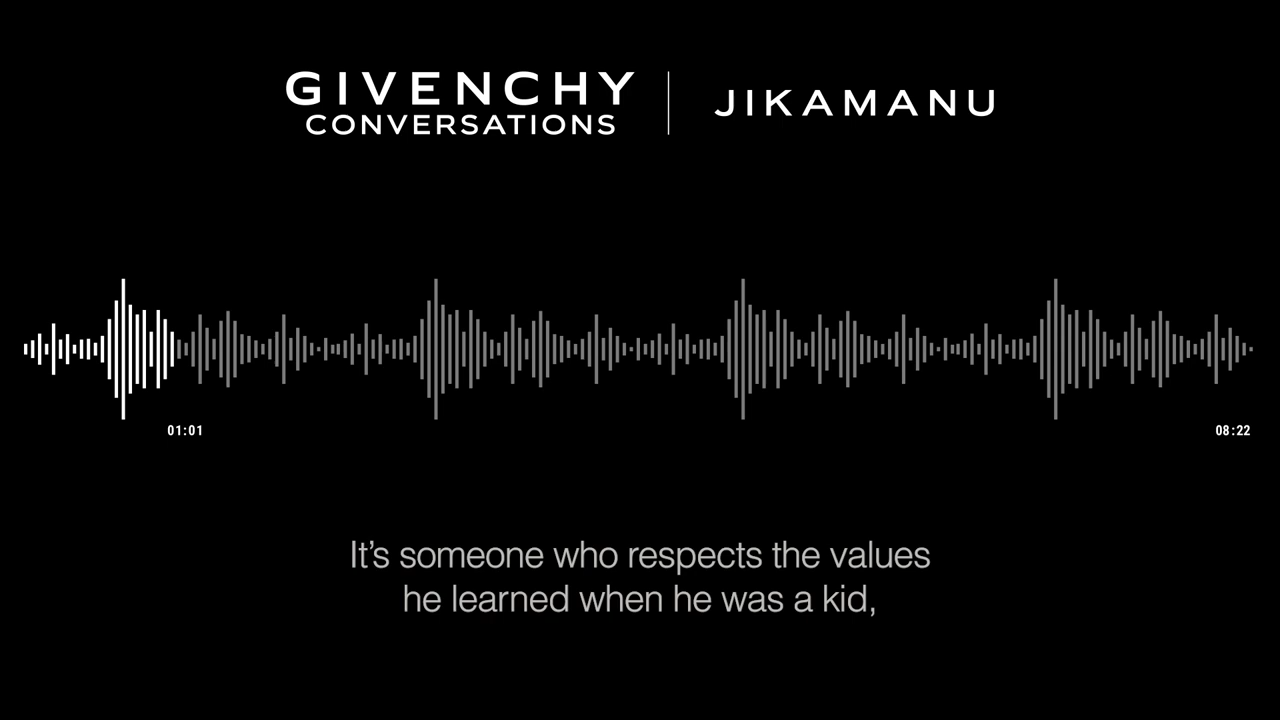 GIVENCHY
CONVERSATIONS
JIKAMANU
01:01
08:22
It’s someone who respects the values
he learned when he was a kid,